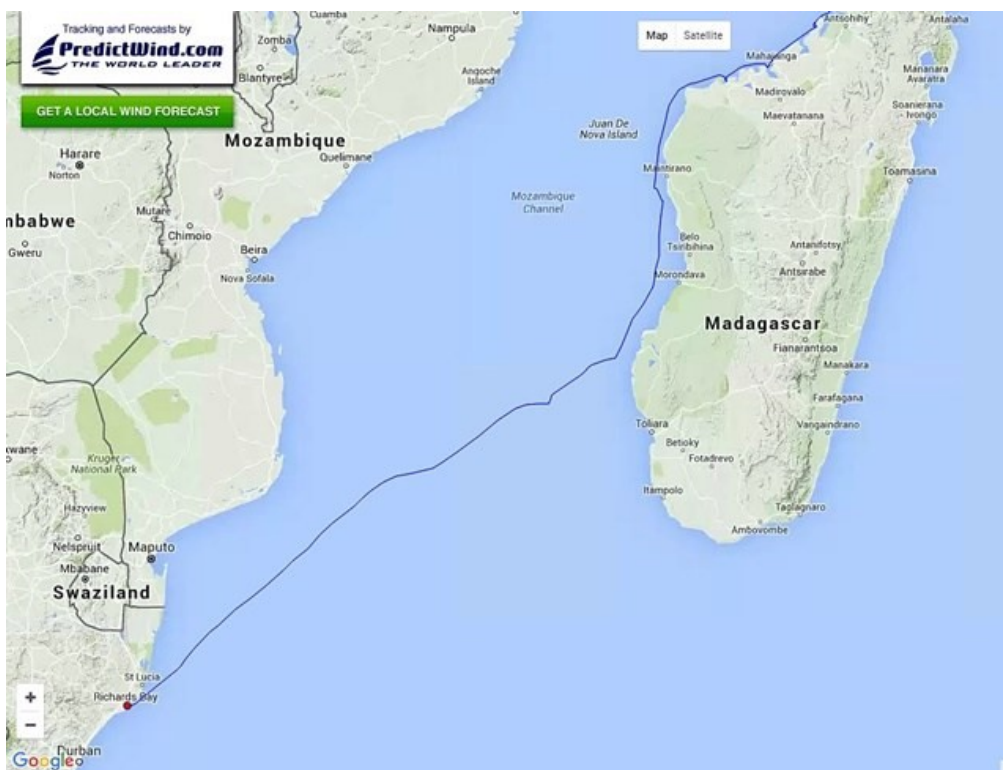 Tracking and Forecasts by
PredictWind.com
THE WORLD LEADER
GET A LOCAL WIND FORECAST
Map
Satellite
Cuamba
Zomba
Blantyre
Nampula
Angoche
Island
Antsohihy
Antalaha
Mahajanga
Mananara
Avaratra
Madirovalo
Maevatanana
Soanierana
- Ivongo
Juan De
Nova Island
Harare
Norton
Mozambique
Quelimane
Maintirano
Toamasina
Mozambique
Channel
mbabwe
Mutare
Chimoio
Gweru
Beira
Nova Sofala
Belo
Tsiribihina
Antanifotsy
Antsirabe
Morondava
Madagascar
Fianarantsoa
Manakara
Farafagana
Vangaindrano
Toliara
Betioky
Fotadrevo
Itampolo
Taolagnaro
Ambovombe
kwane
Kruger
National Park
Hazyview
Nelspruit
Maputo
Mbabane
Swaziland
St Lucia
Richards Bay
+
−
Durban
Google